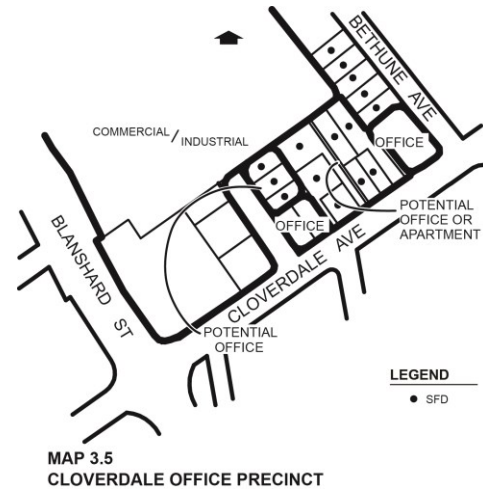 BETHUNE AVE
COMMERCIAL /
INDUSTRIAL
OFFICE
OFFICE
POTENTIAL
OFFICE OR
APARTMENT
BLANSHARD ST
CLOVERDALE AVE
POTENTIAL
OFFICE
LEGEND
SFD
MAP 3.5
CLOVERDALE OFFICE PRECINCT